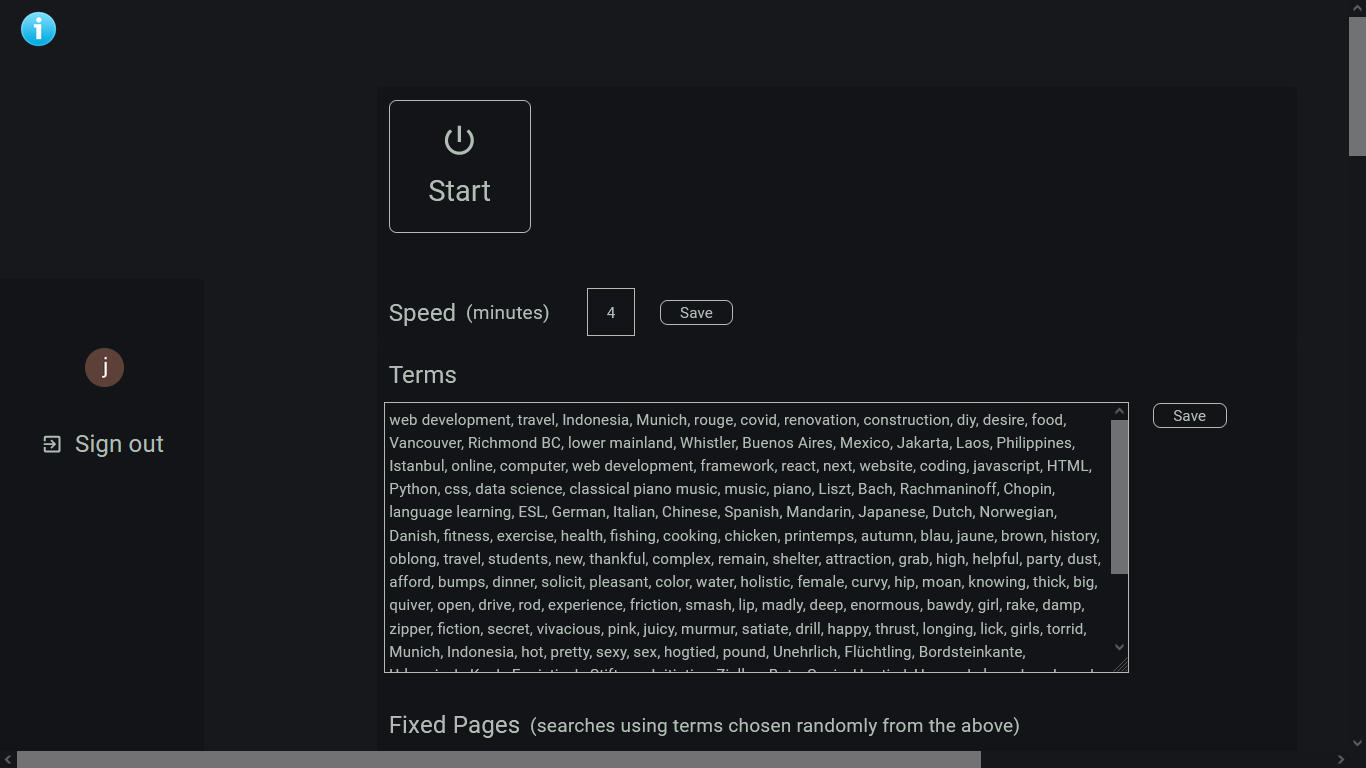 Start
Speed (minutes) 4 Save
Terms
web development, travel, Indonesia, Munich, rouge, covid, renovation, construction, diy, desire, food,
Save
Vancouver, Richmond BC, lower mainland, Whistler, Buenos Aires, Mexico, Jakarta, Laos, Philippines,
Istanbul, online, computer, web development, framework, react, next, website, coding, javascript, HTML,
Python, css, data science, classical piano music, music, piano, Liszt, Bach, Rachmaninoff, Chopin,
language learning, ESL, German, Italian, Chinese, Spanish, Mandarin, Japanese, Dutch, Norwegian,
Danish, fitness, exercise, health, fishing, cooking, chicken, printemps, autumn, blau, jaune, brown, history,
oblong, travel, students, new, thankful, complex, remain, shelter, attraction, grab, high, helpful, party, dust,
afford, bumps, dinner, solicit, pleasant, color, water, holistic, female, curvy, hip, moan, knowing, thick, big,
quiver, open, drive, rod, experience, friction, smash, lip, madly, deep, enormous, bawdy, girl, rake, damp,
zipper, fiction, secret, vivacious, pink, juicy, murmur, satiate, drill, happy, thrust, longing, lick, girls, torrid,
Munich, Indonesia, hot, pretty, sexy, sex, hogtied, pound, Unehrlich, Flüchtling, Bordsteinkante,
Fixed Pages (searches using terms chosen randomly from the above)
j
Sign out